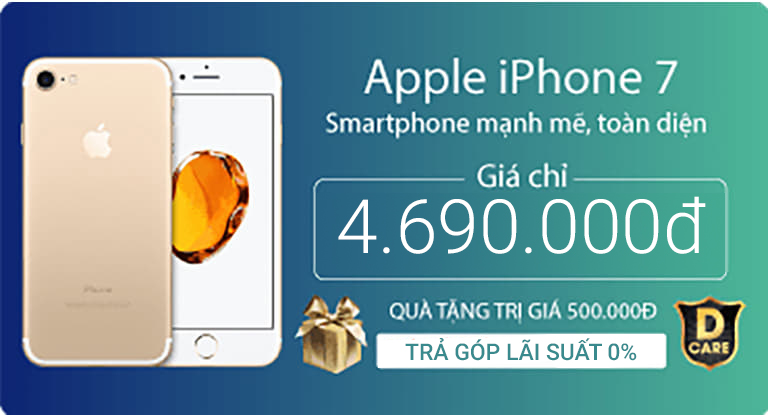 Apple iPhone 7
Smartphone mạnh mẽ, toàn diện
Giá chỉ
4.690.000đ
QUÀ TẶNG TRỊ GIÁ 500.000Đ
TRẢ GÓP LÃI SUẤT 0%
D
CARE
iPhone